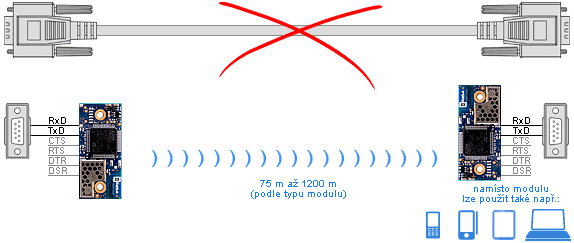 RxD
TxD
CTS
RTS
DTR
DSR
75 m až 1200 m
(podle typu modulu)
RxD
TxD
CTS
RTS
DTR
DSR
namísto modulu
lze použít také např.: